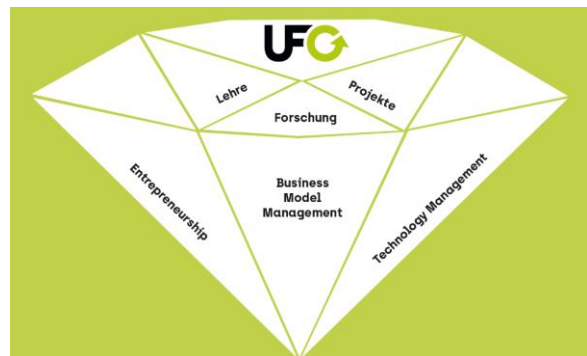 UFG
Lehre
Projekte
Forschung
Entrepreneurship
Business
Model
Management
Technology Management